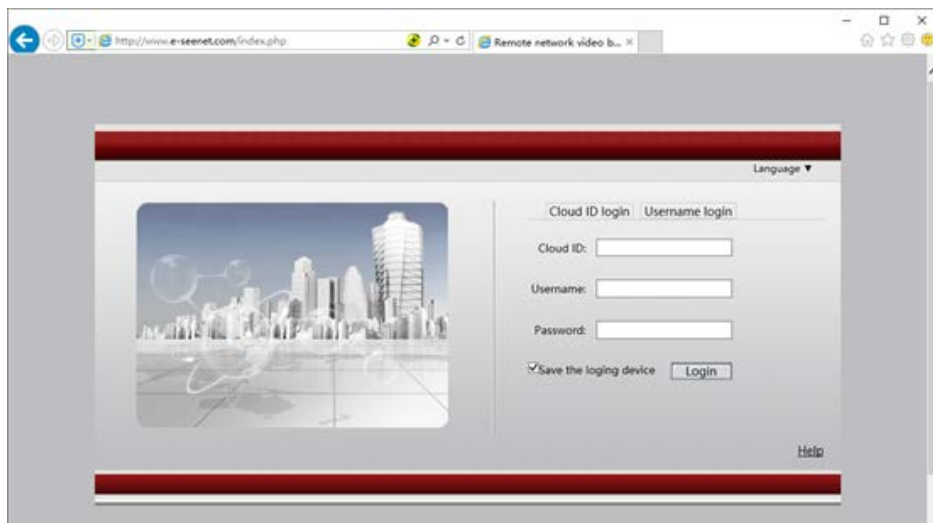 http://www.e-seenet.com/index.php
Remote network video b...
Language ▼
Cloud ID login Username login
Cloud ID:
Username:
Password:
Save the loging device Login
Help